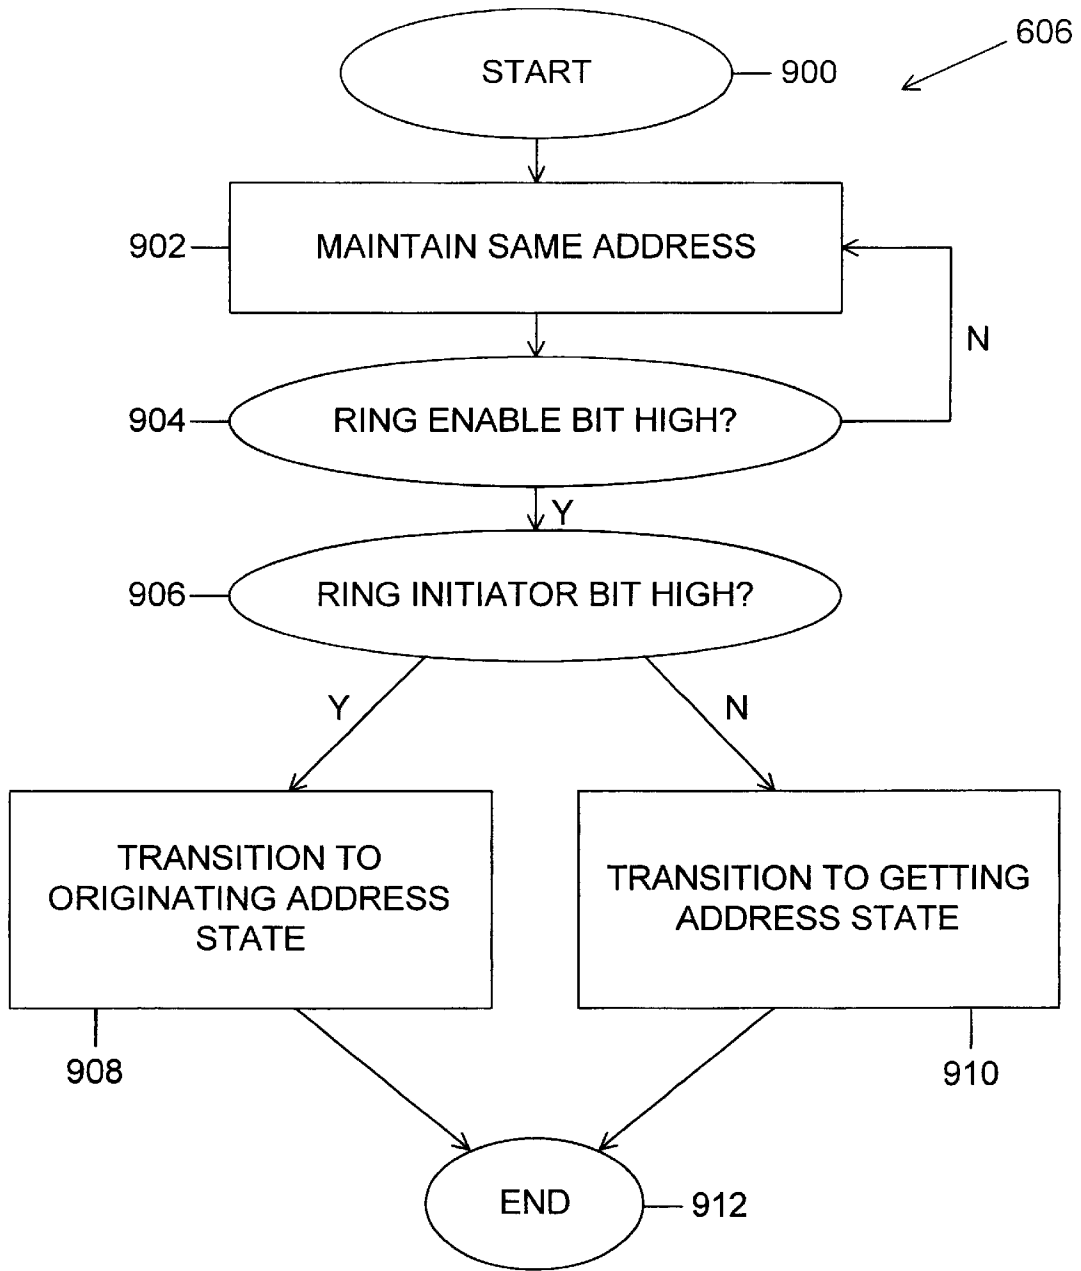 606
START
900
902
MAINTAIN SAME ADDRESS
N
904
RING ENABLE BIT HIGH?
Y
906
RING INITIATOR BIT HIGH?
Y
N
TRANSITION TO
ORIGINATING ADDRESS
STATE
TRANSITION TO GETTING
ADDRESS STATE
908
910
END
912